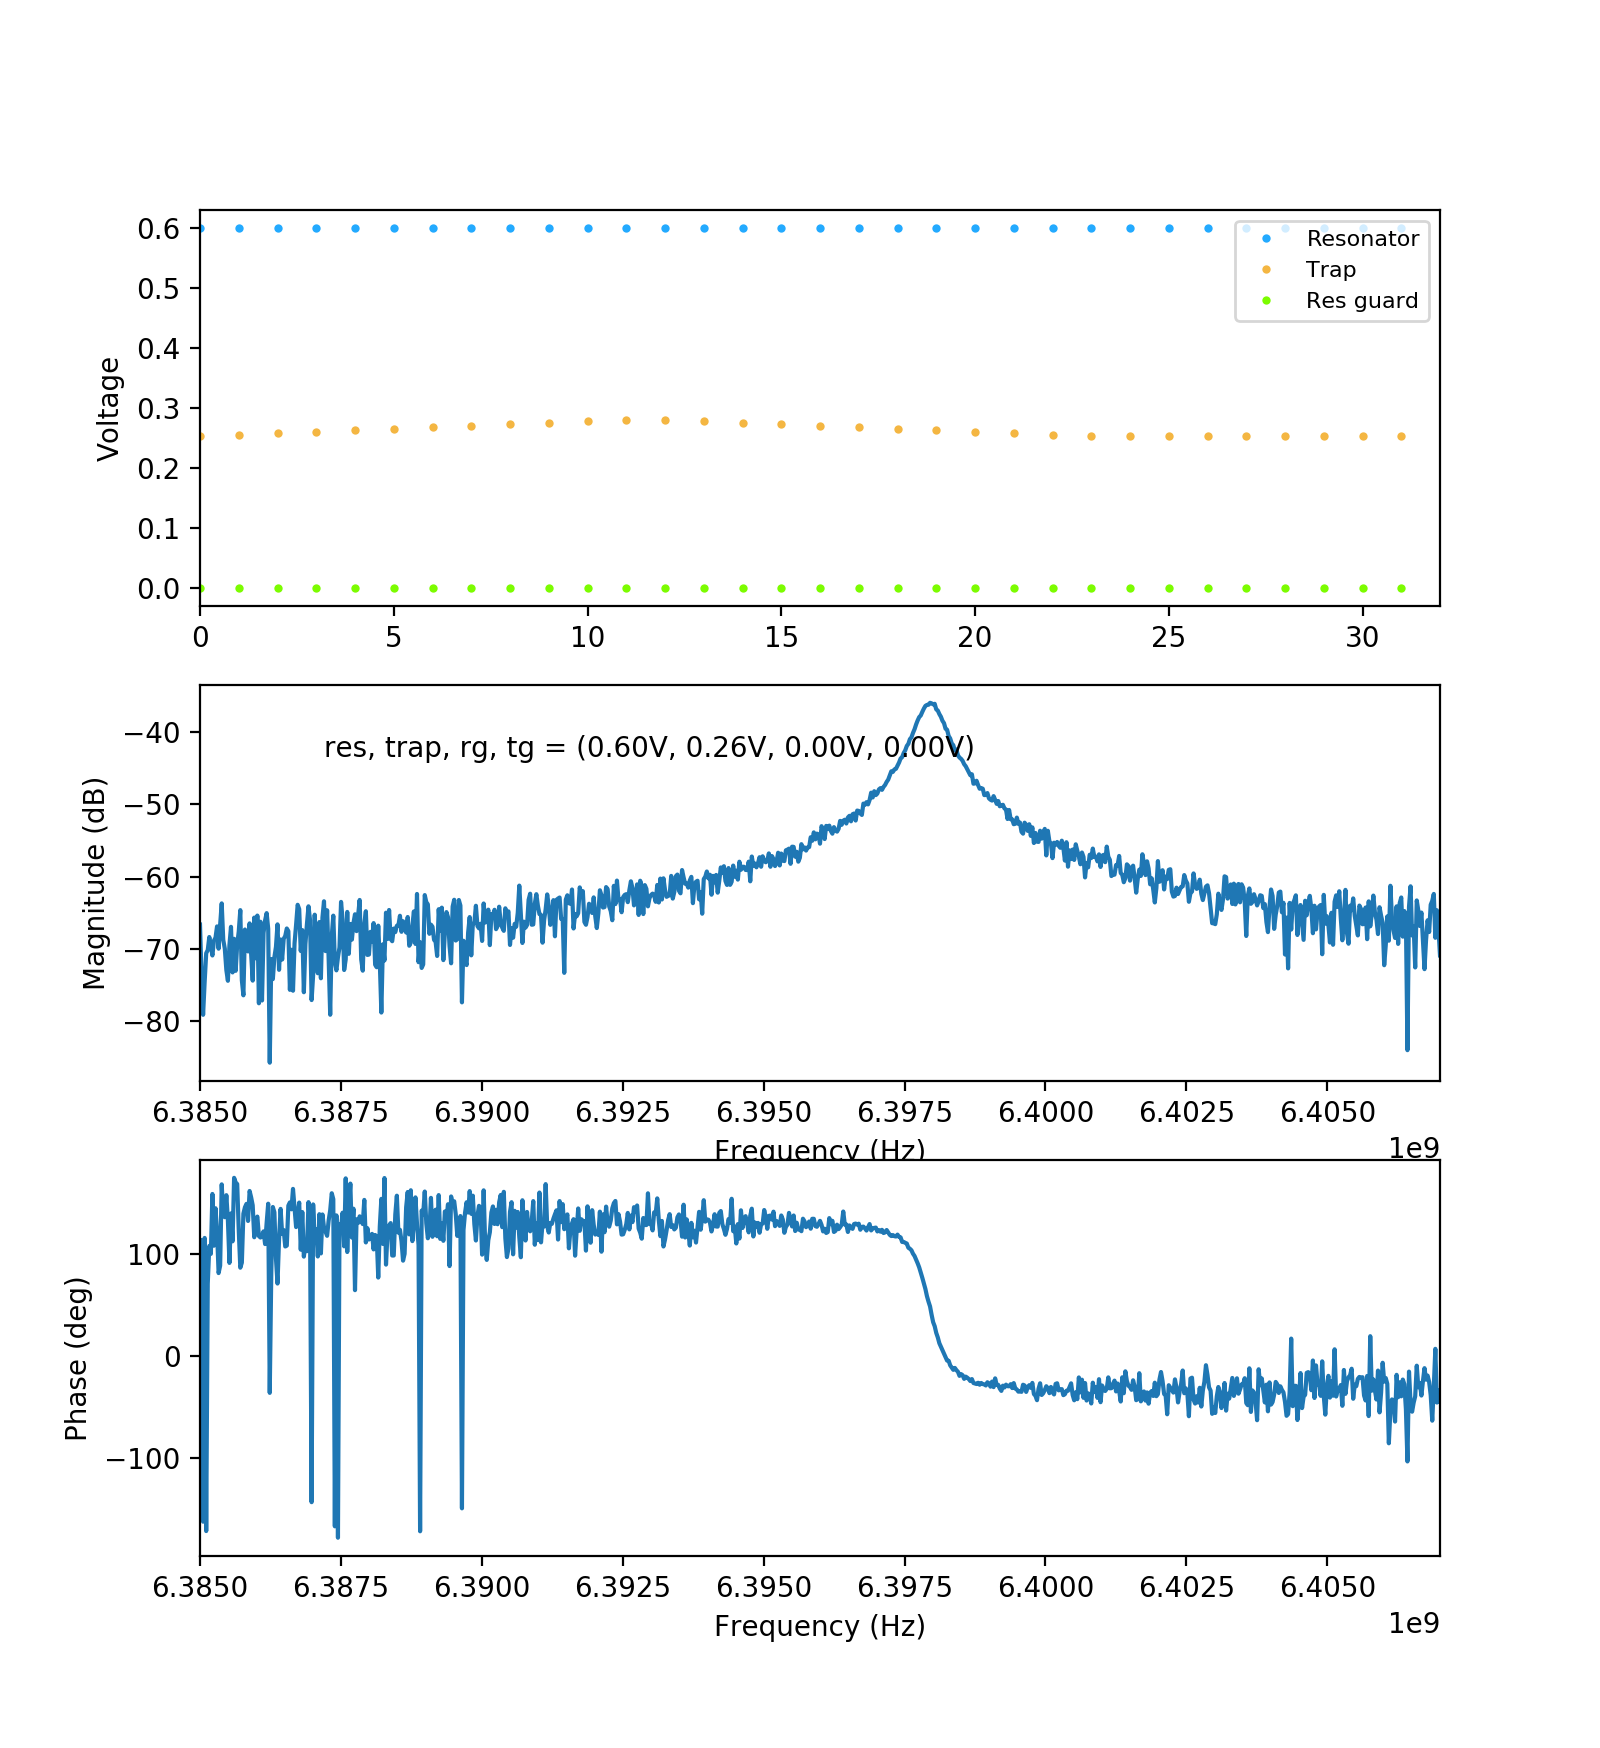 0.6
0.5
0.4
0.3
0.2
0.1
0.0
Voltage
Resonator
Trap
Res guard
0 5 10 15 20 25 30
−40
−50
−60
−70
−80
Magnitude (dB)
res, trap, rg, tg = (0.60V, 0.26V, 0.00V, 0.00V)
6.3850 6.3875 6.3900 6.3925 6.3950 6.3975 6.4000 6.4025 6.4050
Frequency (Hz)
1e9
100
0
−100
Phase (deg)
6.3850 6.3875 6.3900 6.3925 6.3950 6.3975 6.4000 6.4025 6.4050
Frequency (Hz)
1e9